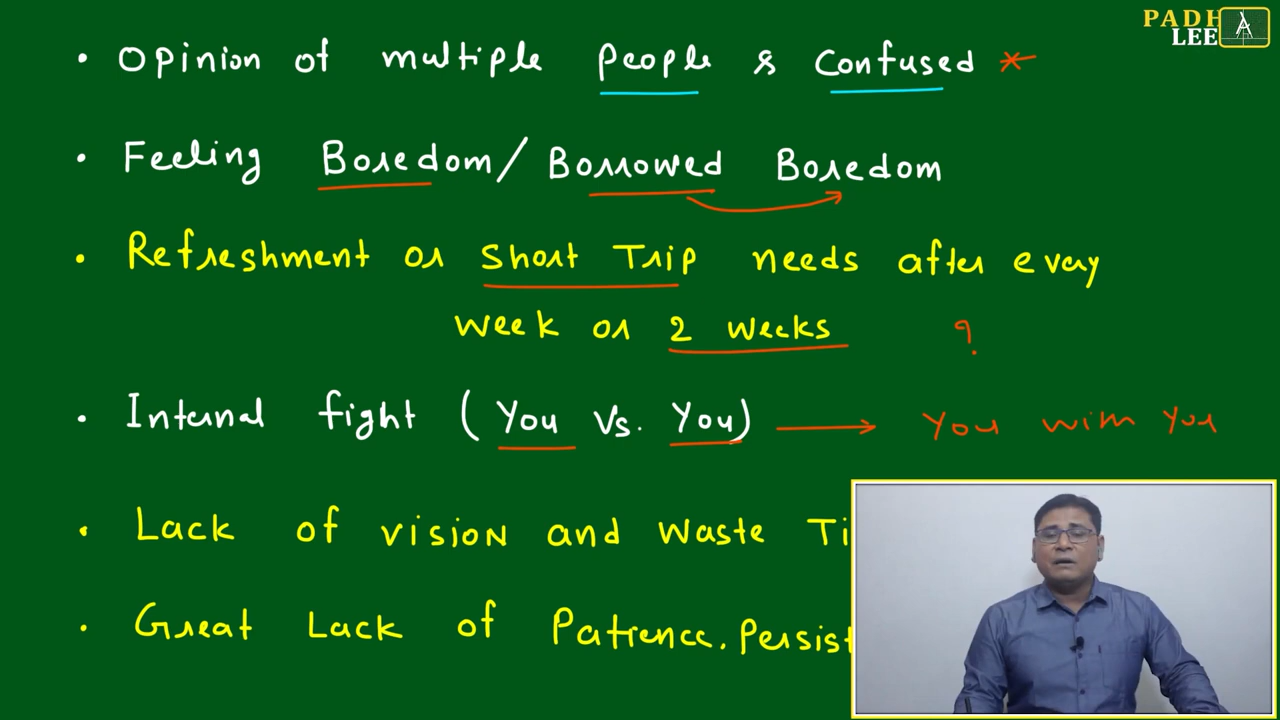 PADH
LEE
• Opinion of multiple People & Confused *
• Feeling Boredom/Borrowed Boredom
• Refreshment or Short Trip needs after every
week or 2 weeks ?
• Internal fight (You Vs. You) → You with You
• Lack of vision and Waste Ti
• Great Lack of Patience. Persist